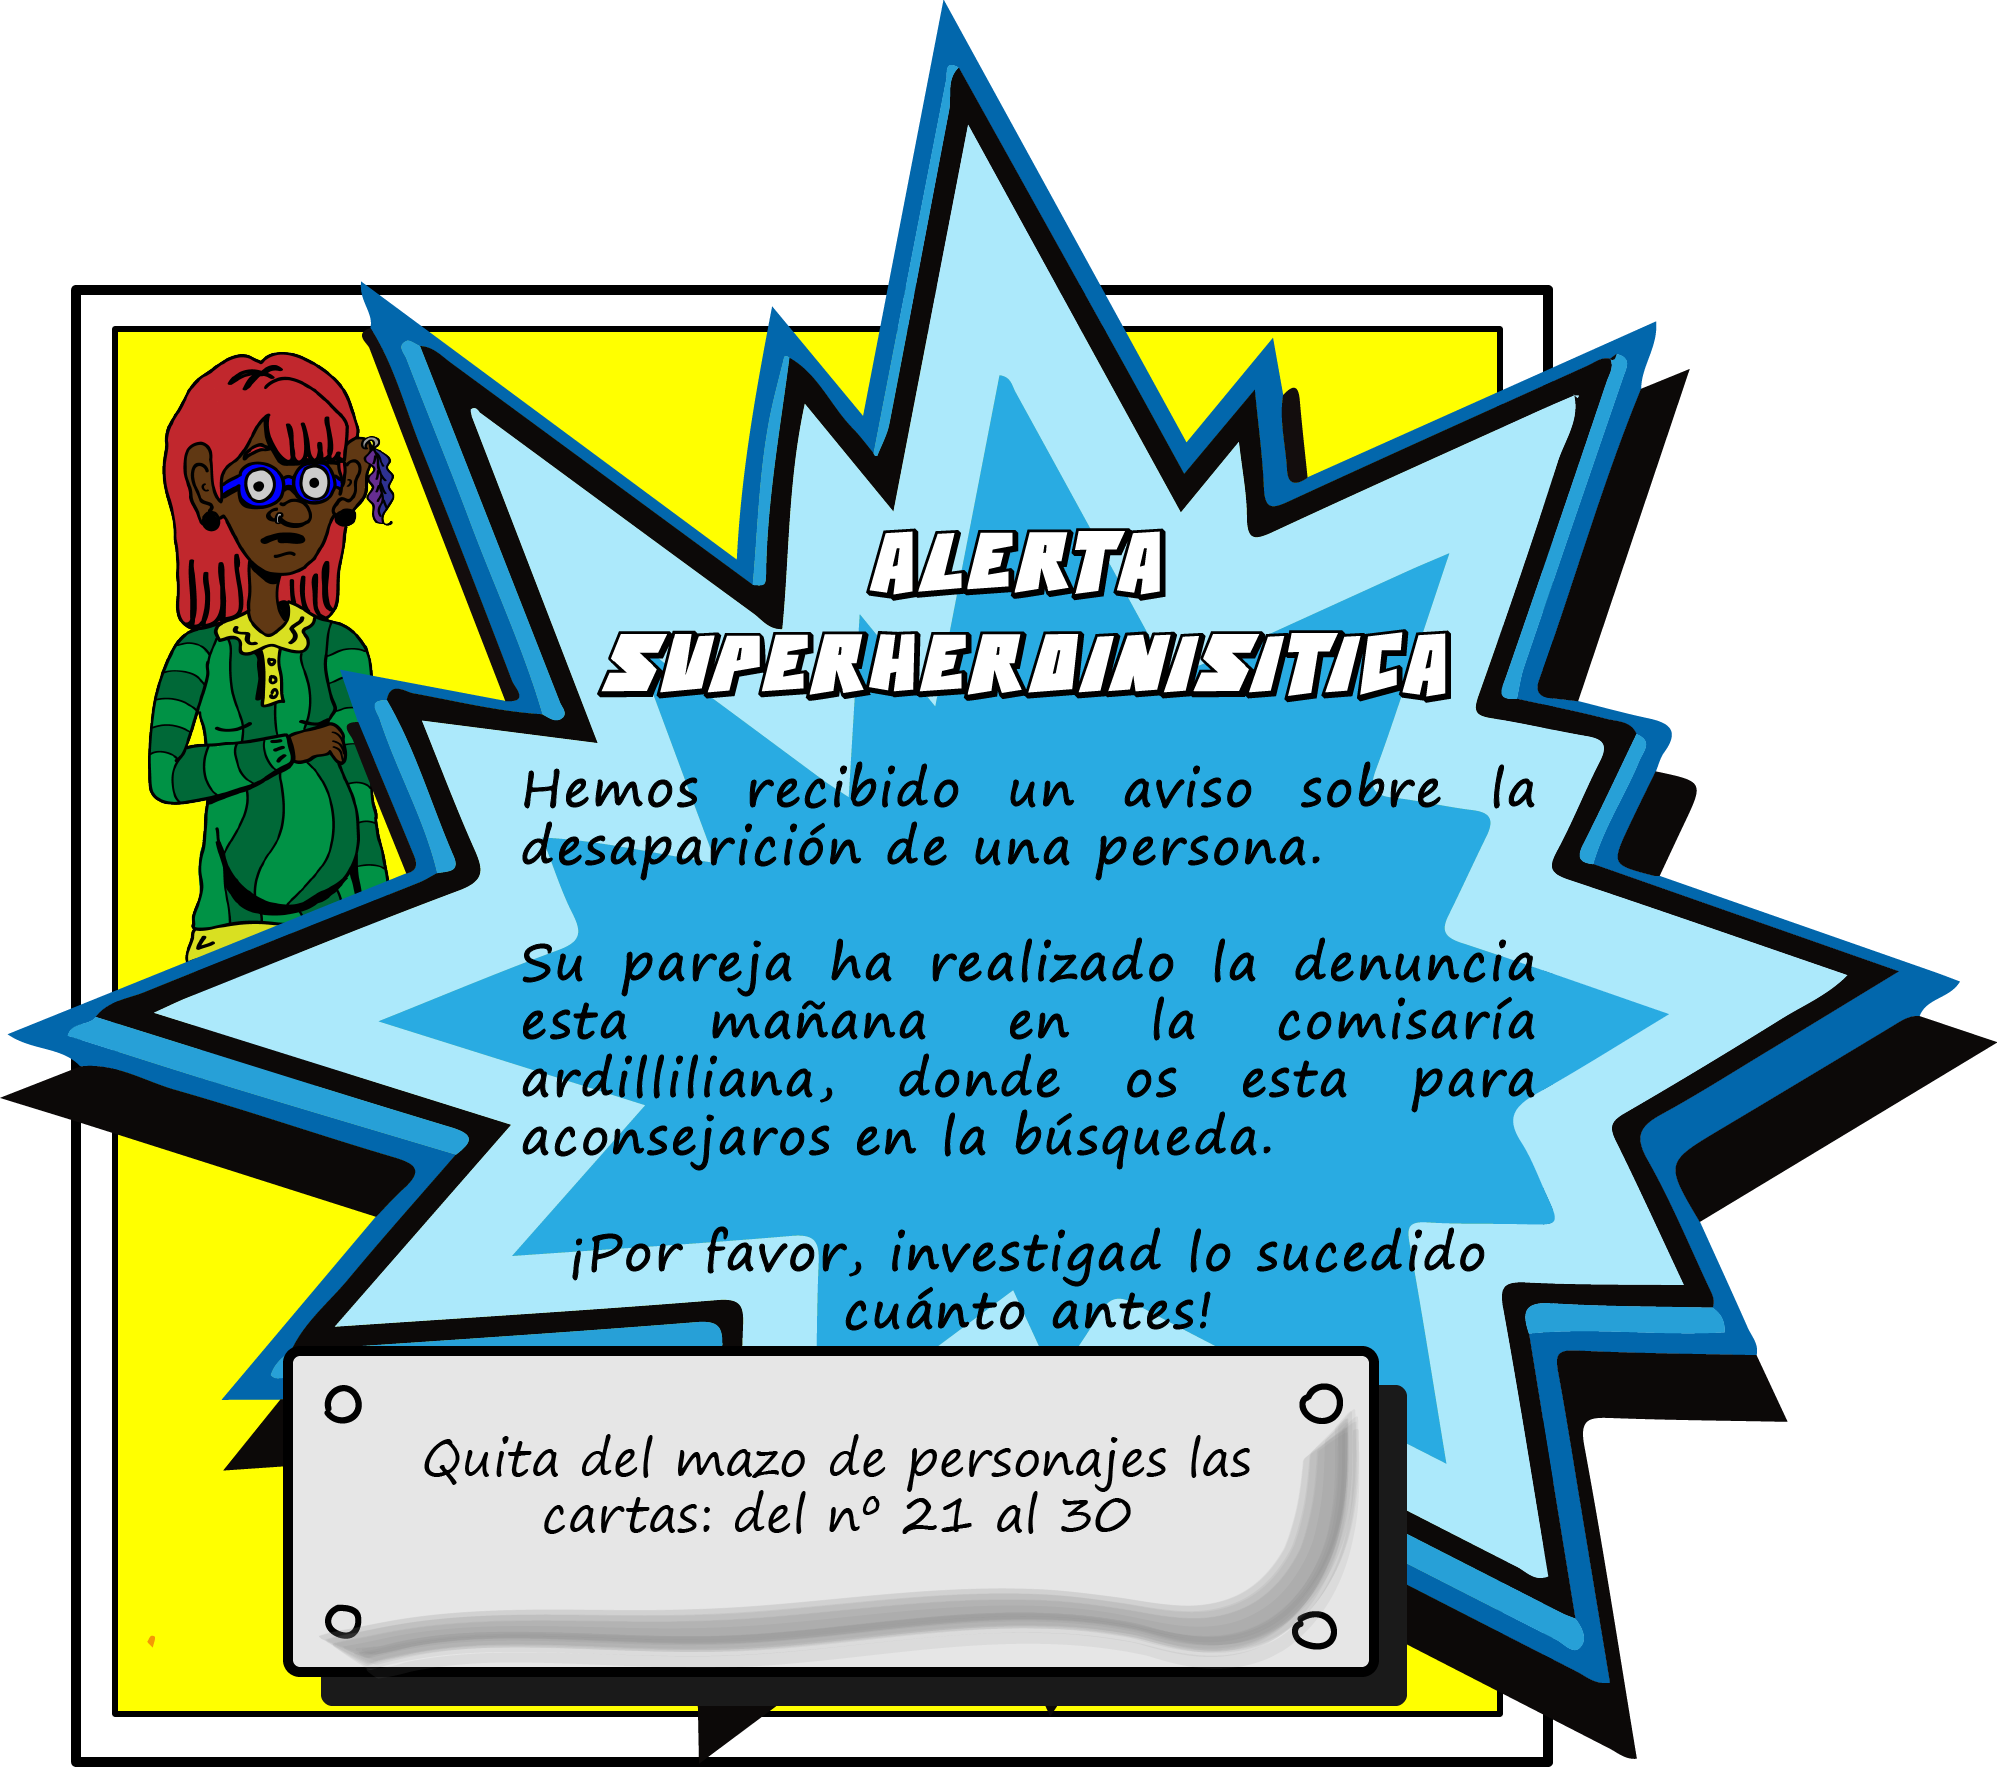 ALERTA
SUPERHEROINISITICA
Hemos recibido un aviso sobre la
desaparición de una persona.
Su pareja ha realizado la denuncia
esta mañana en la comisaría
ardilliliana, donde os esta para
aconsejaros en la búsqueda.
¡Por favor, investigad lo sucedido
cuánto antes!
Quita del mazo de personajes las
cartas: del nº 21 al 30